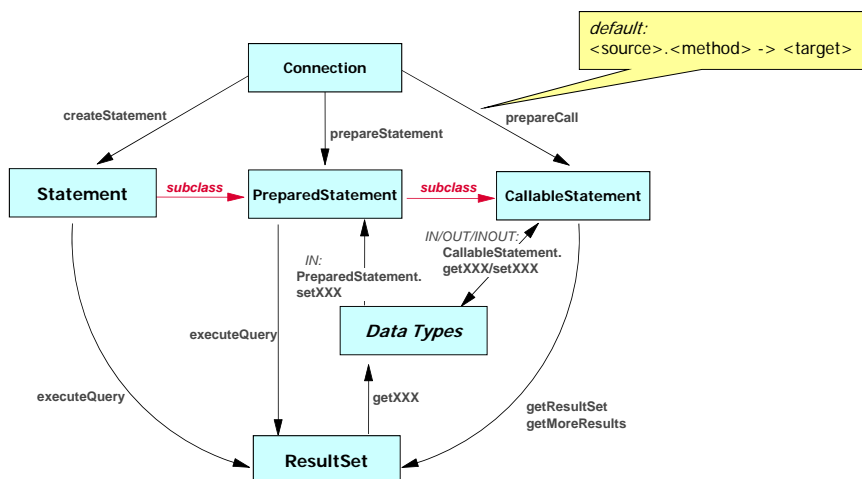 default:
<source>.<method> -> <target>
Connection
createStatement
prepareStatement
prepareCall
Statement
subclass
PreparedStatement
subclass
CallableStatement
IN/OUT/INOUT:
CallableStatement.
getXXX/setXXX
IN:
PreparedStatement.
setXXX
Data Types
executeQuery
executeQuery
getXXX
getResultSet
getMoreResults
ResultSet